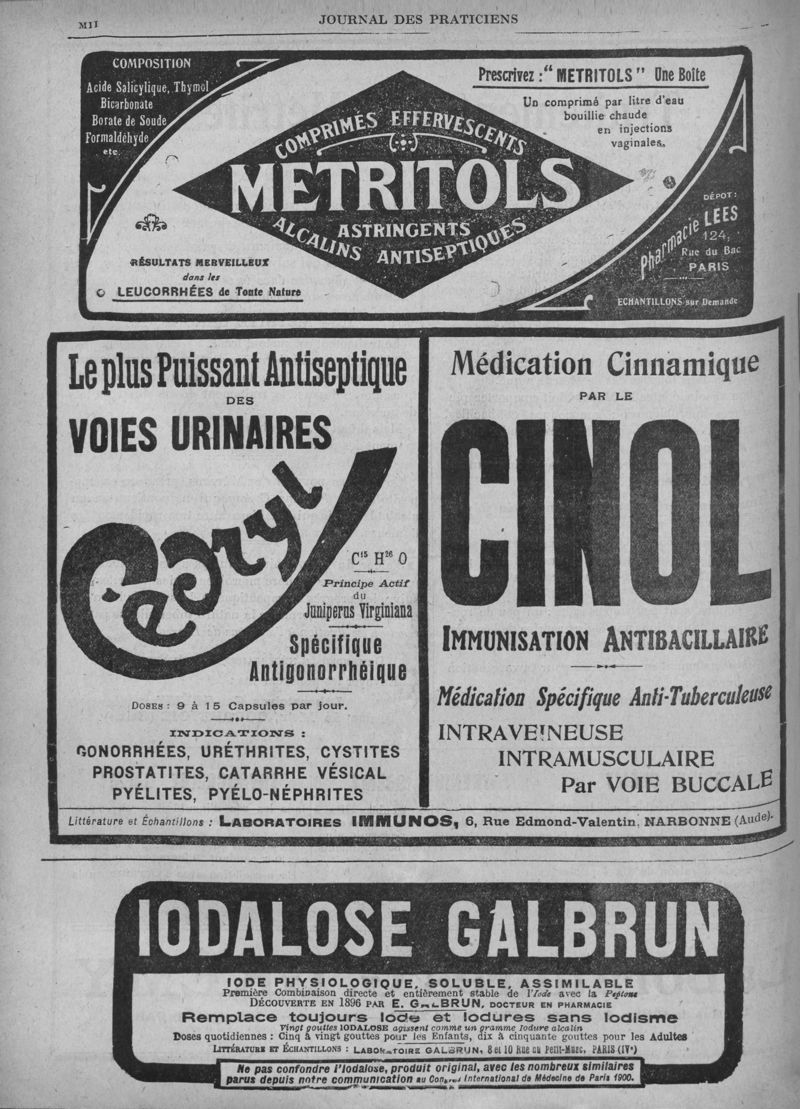 MII
JOURNAL DES PRATICIENS
COMPOSITION
Acide Salicylique, Thymol
Bicarbonate
Borate de Soude
Formaldéhyde
etc.
Prescrivez : " METRITOLS " Une Boîte
Un comprimé par litre d'eau
bouillie chaude
en injections
vaginales.
COMPRIMÉS EFFERVESCENTS
METRITOLS
ASTRINGENTS
ALCALINS ANTISEPTIQUES
RÉSULTATS MERVEILLEUX
dans les
LEUCORRHÉES de Toute Nature
DÉPOT :
Pharmacie LÉES
124,
Rue du Bac
PARIS
ECHANTILLONS sur Demande
Le plus Puissant Antiseptique
DES
VOIES URINAIRES
Cédryl
C15 H26 O
Principe Actif
du
Juniperus Virginiana
Spécifique
Antigonorrhéique
DOSES : 9 à 15 Capsules par jour.
INDICATIONS :
GONORRHÉES, URÉTHRITES, CYSTITES
PROSTATITES, CATARRHE VÉSICAL
PYÉLITES, PYÉLO-NÉPHRITES
Médication Cinnamique
PAR LE
CINOL
IMMUNISATION ANTIBACILLAIRE
Médication Spécifique Anti-Tuberculeuse
INTRAVEINEUSE
INTRAMUSCULAIRE
Par VOIE BUCCALE
Littérature et Échantillons : LABORATOIRES IMMUNOS, 6, Rue Edmond-Valentin, NARBONNE (Aude).
IODALOSE GALBRUN
IODE PHYSIOLOGIQUE, SOLUBLE, ASSIMILABLE
Première Combinaison directe et entièrement stable de l'Iode avec la Peptone
DÉCOUVERTE EN 1896 PAR E. GALBRUN, DOCTEUR EN PHARMACIE
Remplace toujours Iode et Iodures sans Iodisme
Vingt gouttes IODALOSE agissent comme un gramme Iodure alcalin
Doses quotidiennes : Cinq à vingt gouttes pour les Enfants, dix à cinquante gouttes pour les Adultes
LITTÉRATURE ET ÉCHANTILLONS : LABORATOIRE GALBRUN, 8 et 10 Rue du Petit-Musc, PARIS (IVe)
Ne pas confondre l'Iodalose, produit original, avec les nombreux similaires
parus depuis notre communication au Congrès International de Médecine de Paris 1900.